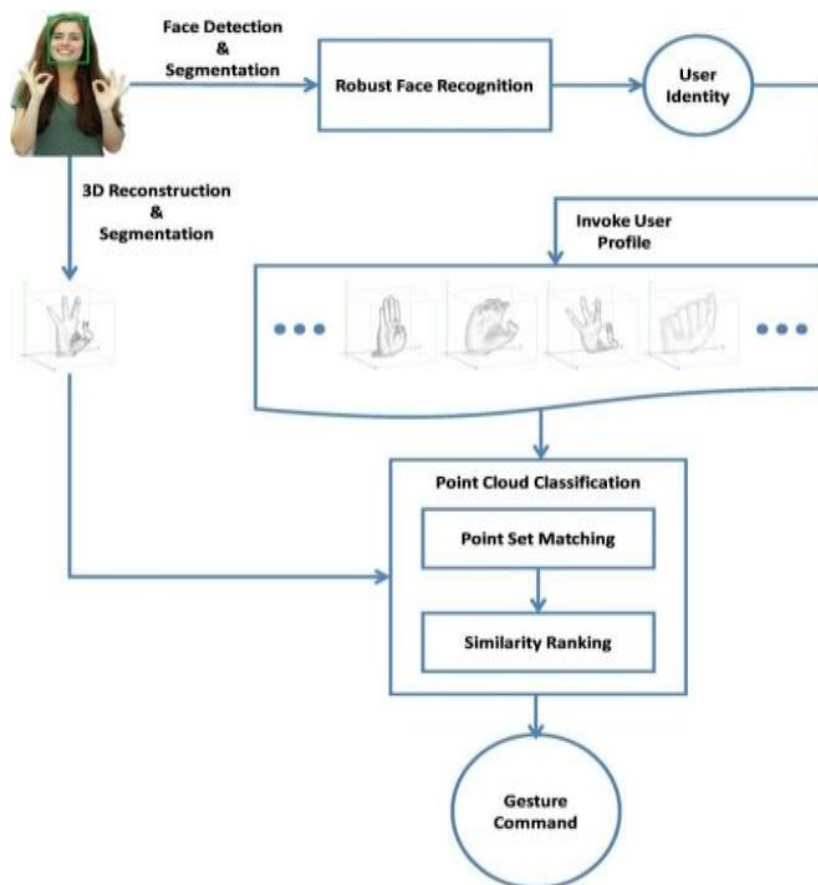 Face Detection
&
Segmentation
Robust Face Recognition
User
Identity
3D Reconstruction
&
Segmentation
Invoke User
Profile
Point Cloud Classification
Point Set Matching
Similarity Ranking
Gesture
Command